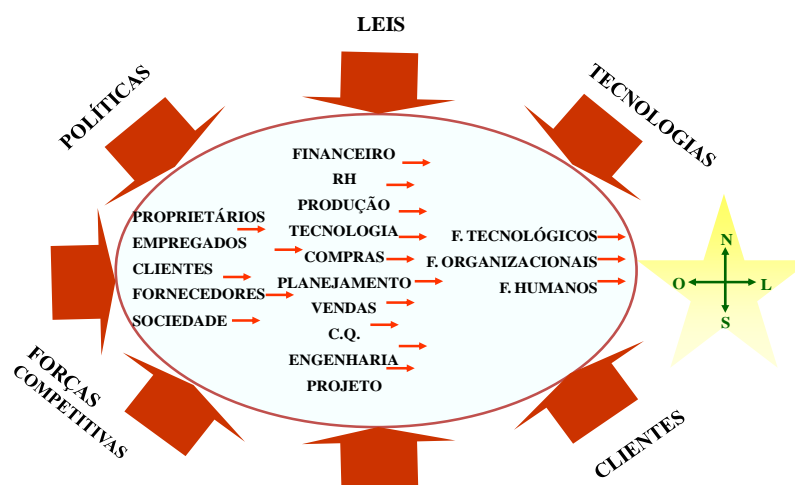 LEIS
POLÍTICAS
TECNOLOGIAS
FINANCEIRO
RH
PRODUÇÃO
TECNOLOGIA
COMPRAS
PLANEJAMENTO
VENDAS
C.Q.
ENGENHARIA
PROJETO
PROPRIETÁRIOS
EMPREGADOS
CLIENTES
FORNECEDORES
SOCIEDADE
F. TECNOLÓGICOS
F. ORGANIZACIONAIS
F. HUMANOS
N
O
L
S
FORÇAS
COMPETITIVAS
CLIENTES